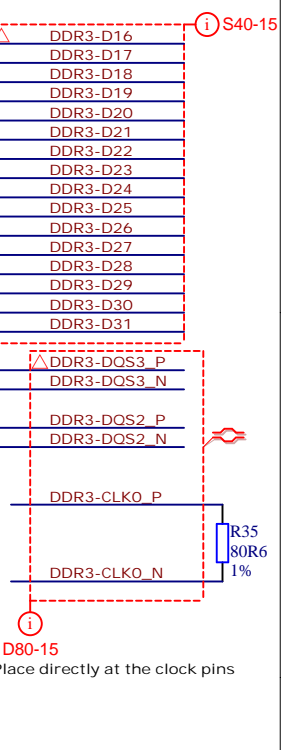 DDR3-D16
i S40-15
DDR3-D17
DDR3-D18
DDR3-D19
DDR3-D20
DDR3-D21
DDR3-D22
DDR3-D23
DDR3-D24
DDR3-D25
DDR3-D26
DDR3-D27
DDR3-D28
DDR3-D29
DDR3-D30
DDR3-D31
DDR3-DQS3_P
DDR3-DQS3_N
DDR3-DQS2_P
DDR3-DQS2_N
DDR3-CLK0_P
R35
80R6
1%
DDR3-CLK0_N
i
D80-15
Place directly at the clock pins